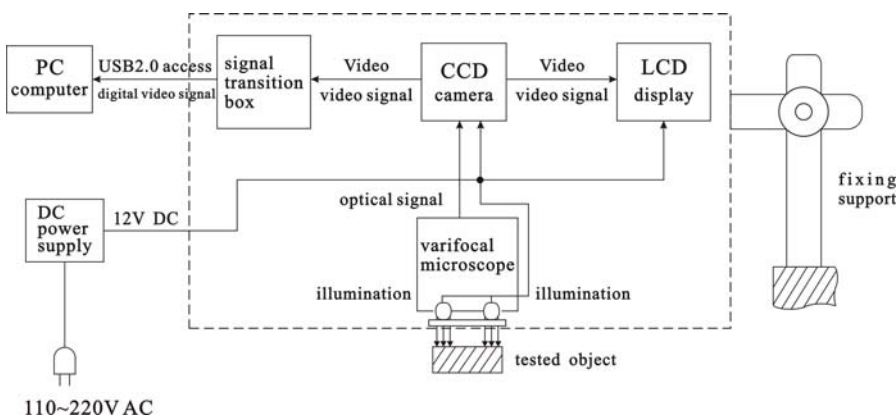 PC
computer
USB2.0 access
digital video signal
signal
transition
box
Video
video signal
CCD
camera
Video
video signal
LCD
display
fixing
support
optical signal
DC
power
supply
12V DC
varifocal
microscope
illumination
illumination
tested object
110~220V AC